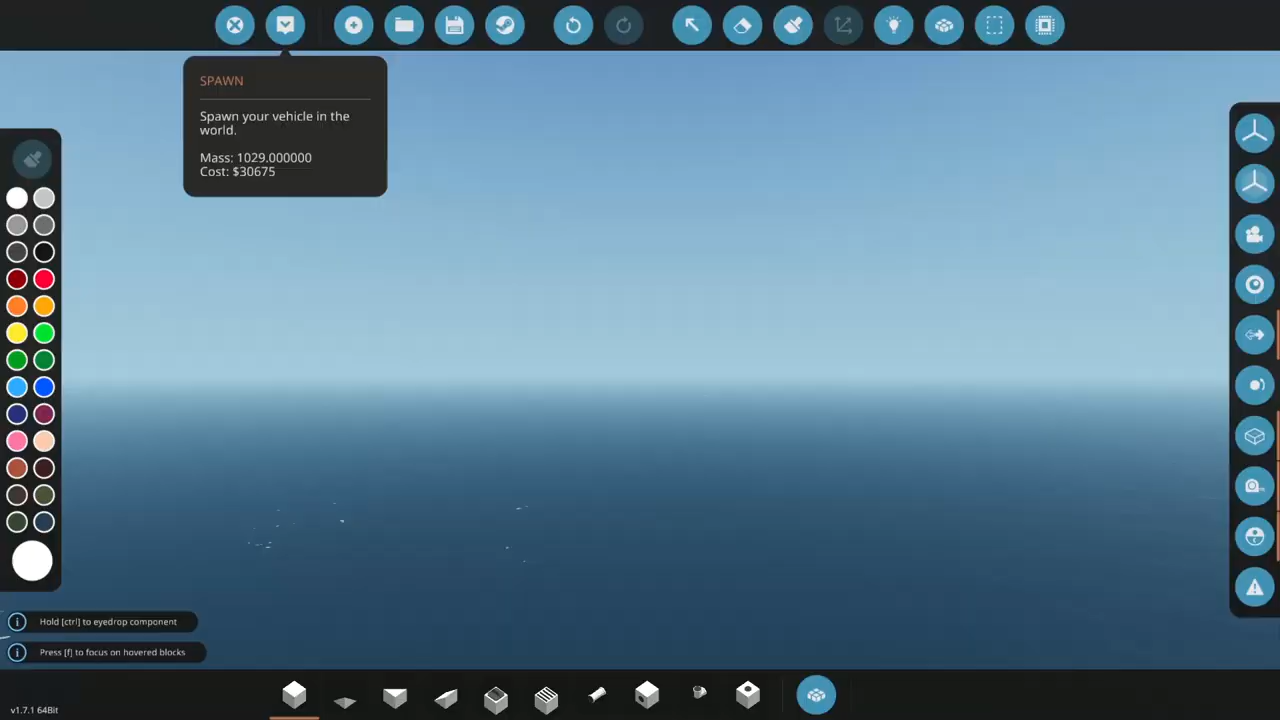 SPAWN
Spawn your vehicle in the
world.
Mass: 1029.000000
Cost: $30675
Hold [ctrl] to eyedrop component
Press [f] to focus on hovered blocks
v1.7.1 64Bit